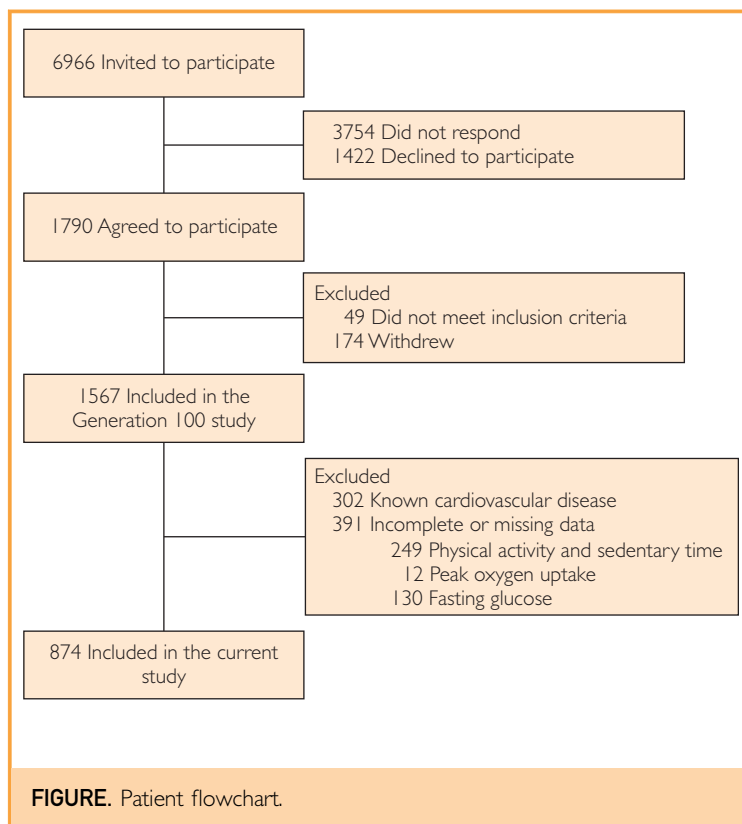 6966 Invited to participate
3754 Did not respond
1422 Declined to participate
1790 Agreed to participate
Excluded
49 Did not meet inclusion criteria
174 Withdrew
1567 Included in the
Generation 100 study
Excluded
302 Known cardiovascular disease
391 Incomplete or missing data
249 Physical activity and sedentary time
12 Peak oxygen uptake
130 Fasting glucose
874 Included in the current
study
FIGURE. Patient flowchart.